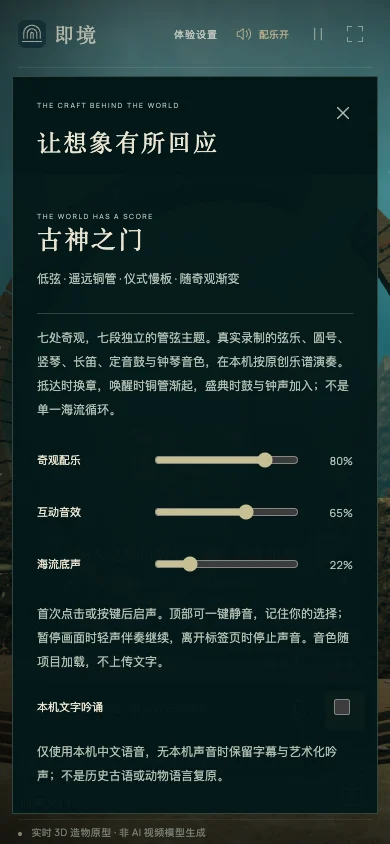 即境
体验设置
配乐开
THE CRAFT BEHIND THE WORLD
让想象有所回应
THE WORLD HAS A SCORE
古神之门
低弦·遥远铜管·仪式慢板·随奇观渐变
七处奇观，七段独立的管弦主题。真实录制的弦乐、圆号、
竖琴、长笛、定音鼓与钟琴音色，在本机按原创乐谱演奏。
抵达时换章，唤醒时铜管渐起，盛典时鼓与钟声加入；不是
单一海流循环。
奇观配乐 80%
互动音效 65%
海流底声 22%
首次点击或按键后启声。顶部可一键静音，记住你的选择；
暂停画面时轻声伴奏继续，离开标签页时停止声音。音色随
项目加载，不上传文字。
本机文字吟诵
仅使用本机中文语音，无本机声音时保留字幕与艺术化吟
声；不是历史古语或动物语言复原。
实时 3D 造物原型·非 AI 视频模型生成